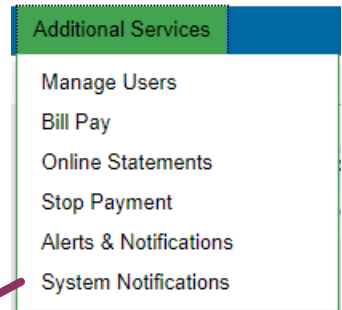 Additional Services
Manage Users
Bill Pay
Online Statements
Stop Payment
Alerts & Notifications
System Notifications